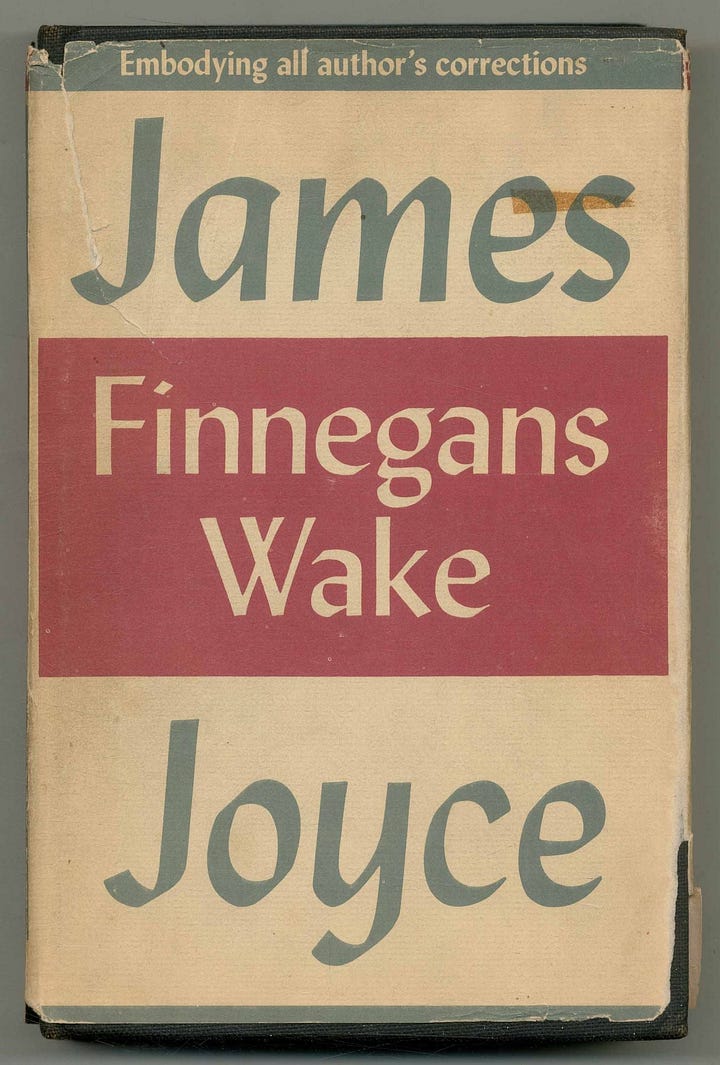 Embodying all author's corrections
James
Finnegans
Wake
Joyce